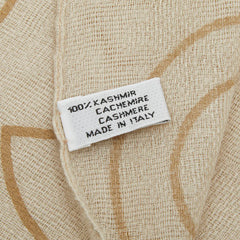 100% KASHMIR
CACHEMIRE
CASHMERE
MADE IN ITALY